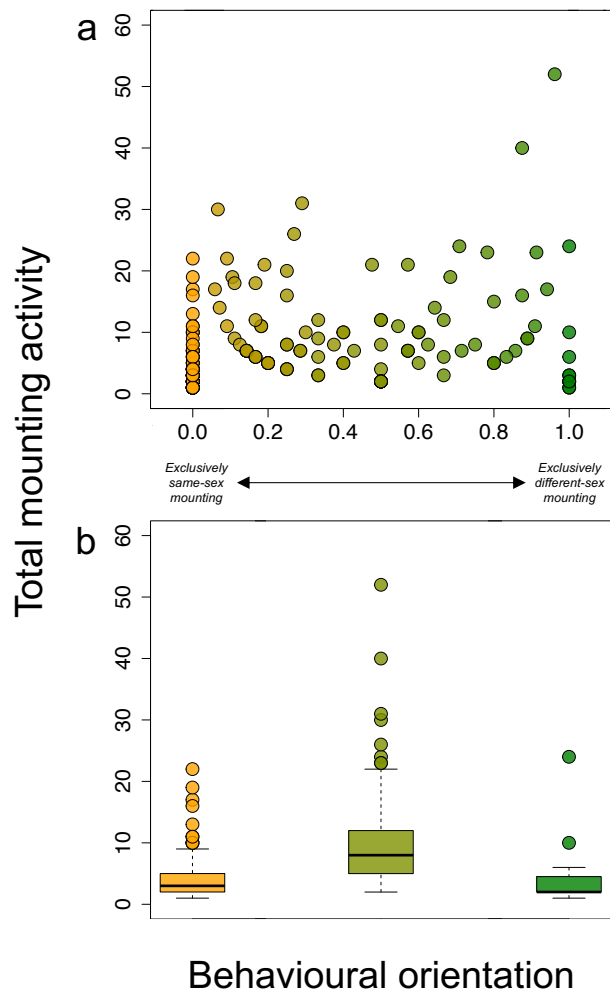 a
60
50
40
30
20
10
0
0.0 0.2 0.4 0.6 0.8 1.0
Exclusively
same-sex
mounting
Exclusively
different-sex
mounting
Total mounting activity
b
60
50
40
30
20
10
0
Behavioural orientation